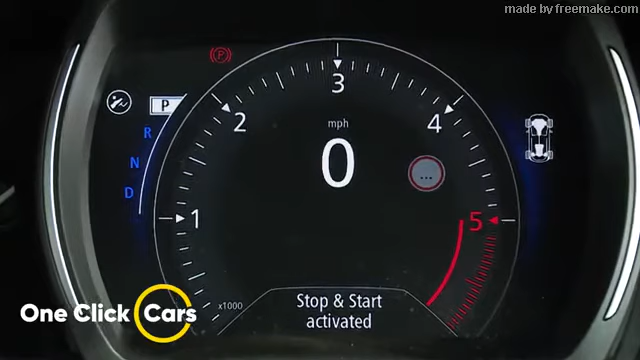 made by freemake.com
P
P
R
N
D
1
2
3
4
5
mph
0
...
x1000
Stop & Start
activated
One Click Cars